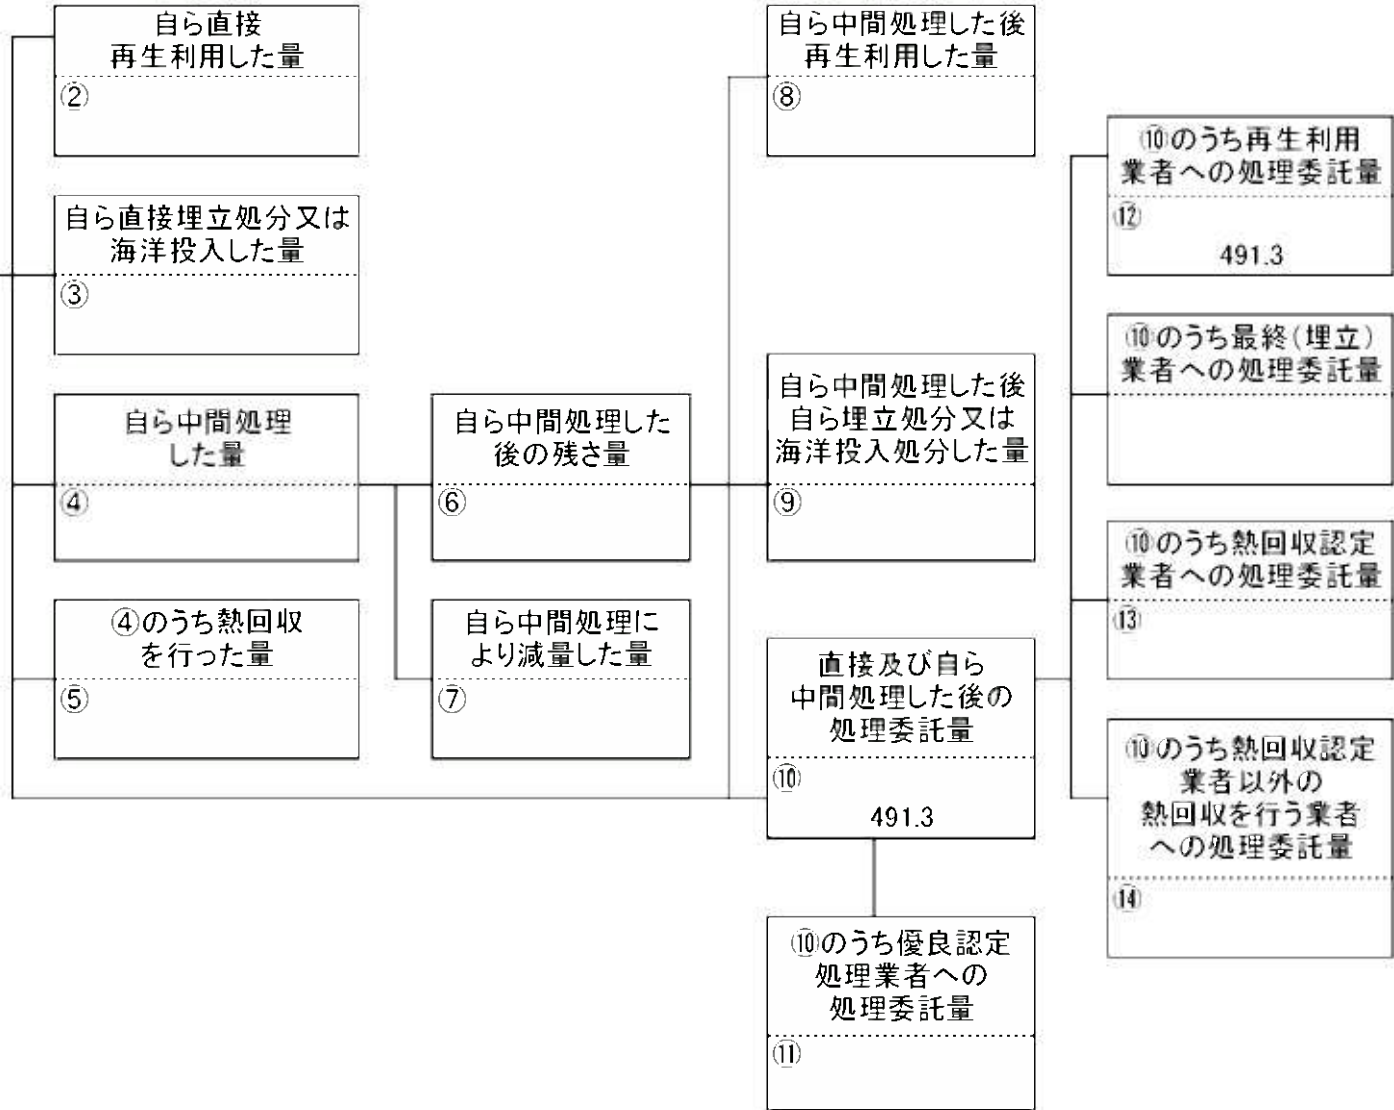 自ら直接
再生利用した量
②
自ら直接埋立処分又は
海洋投入した量
③
自ら中間処理
した量
④
④のうち熱回収
を行った量
⑤
自ら中間処理した
後の残さ量
⑥
自ら中間処理に
より減量した量
⑦
自ら中間処理した後
再生利用した量
⑧
自ら中間処理した後
自ら埋立処分又は
海洋投入処分した量
⑨
直接及び自ら
中間処理した後の
処理委託量
⑩
491.3
⑩のうち優良認定
処理業者への
処理委託量
⑪
⑩のうち再生利用
業者への処理委託量
⑫
491.3
⑩のうち最終(埋立)
業者への処理委託量
⑩のうち熱回収認定
業者への処理委託量
⑬
⑩のうち熱回収認定
業者以外の
熱回収を行う業者
への処理委託量
⑭